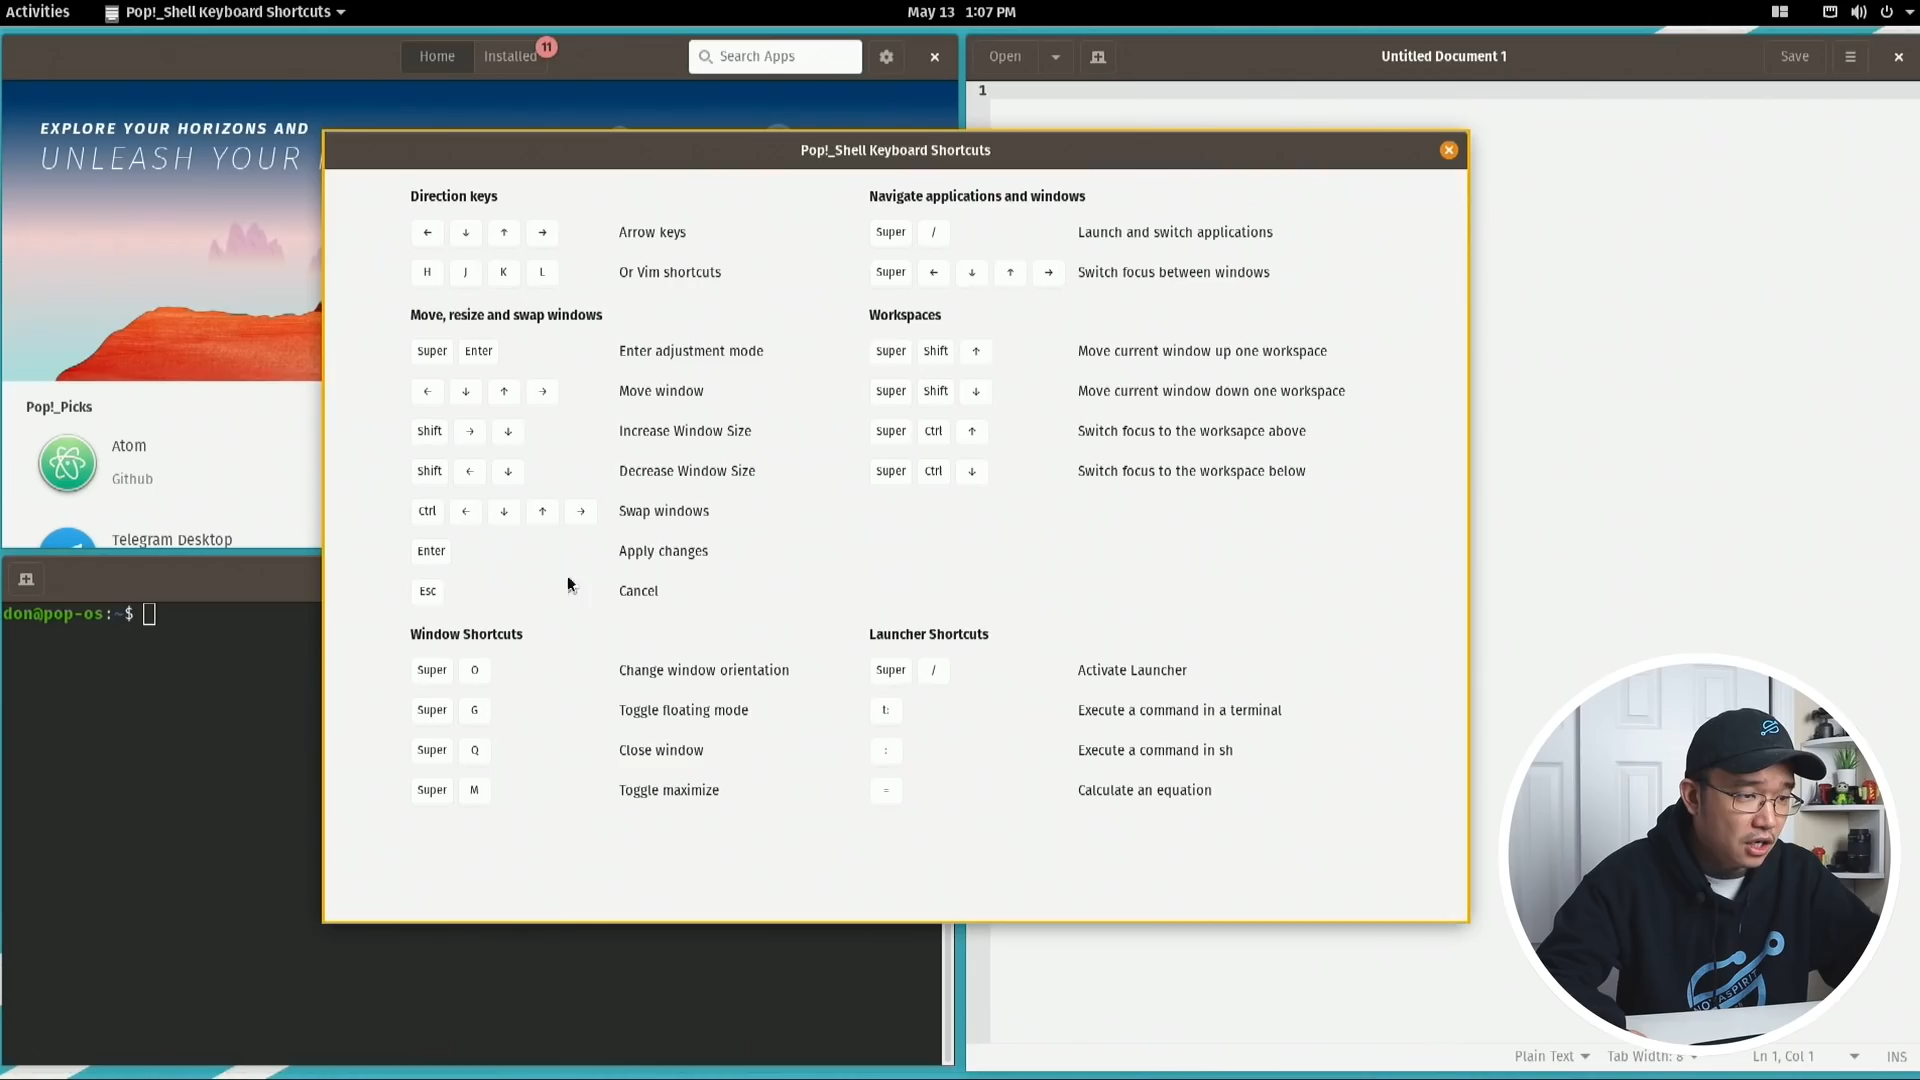 Activities
Pop!_Shell Keyboard Shortcuts
May 13 1:07 PM
Home
Installed
11
Search Apps
EXPLORE YOUR HORIZONS AND
UNLEASH YOUR
Pop!_Picks
Atom
Github
Telegram Desktop
don@pop-os:~$
Open
Untitled Document 1
Save
1
Pop!_Shell Keyboard Shortcuts
Direction keys
← ↓ ↑ → Arrow keys
H J K L Or Vim shortcuts
Move, resize and swap windows
Super Enter Enter adjustment mode
← ↓ ↑ → Move window
Shift → ↓ Increase Window Size
Shift ← ↓ Decrease Window Size
Ctrl ← ↓ ↑ → Swap windows
Enter Apply changes
Esc Cancel
Window Shortcuts
Super O Change window orientation
Super G Toggle floating mode
Super Q Close window
Super M Toggle maximize
Navigate applications and windows
Super / Launch and switch applications
Super ← ↓ ↑ → Switch focus between windows
Workspaces
Super Shift ↑ Move current window up one workspace
Super Shift ↓ Move current window down one workspace
Super Ctrl ↑ Switch focus to the worksapce above
Super Ctrl ↓ Switch focus to the workspace below
Launcher Shortcuts
Super / Activate Launcher
t: Execute a command in a terminal
: Execute a command in sh
= Calculate an equation
Plain Text
Tab Width: 8
Ln 1, Col 1
INS